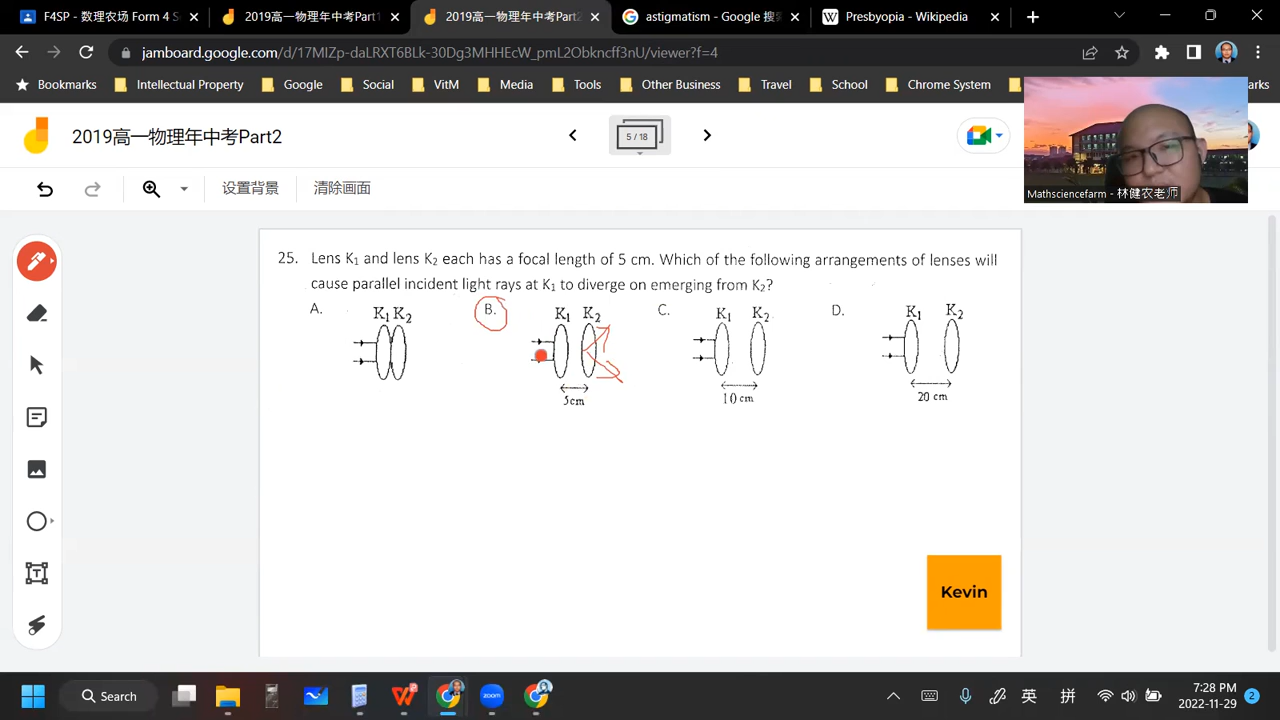 F4SP - 数理农场 Form 4 S
2019高一物理年中考Part1
2019高一物理年中考Part2
astigmatism - Google 搜索
Presbyopia - Wikipedia
jamboard.google.com/d/17MIZp-daLRXT6BLk-30Dg3MHHEcW_pmL2Obkncff3nU/viewer?f=4
Bookmarks
Intellectual Property
Google
Social
VitM
Media
Tools
Other Business
Travel
School
Chrome System
arks
2019高一物理年中考Part2
5 / 18
设置背景
清除画面
Mathsciencefarm - 林健农老师
25. Lens K₁ and lens K₂ each has a focal length of 5 cm. Which of the following arrangements of lenses will
cause parallel incident light rays at K₁ to diverge on emerging from K₂?
A. B. C. D.
K₁ K₂ K₁ K₂ K₁ K₂ K₁ K₂
5cm 10 cm 20 cm
Kevin
Search
zoom
英
拼
7:28 PM
2022-11-29
2